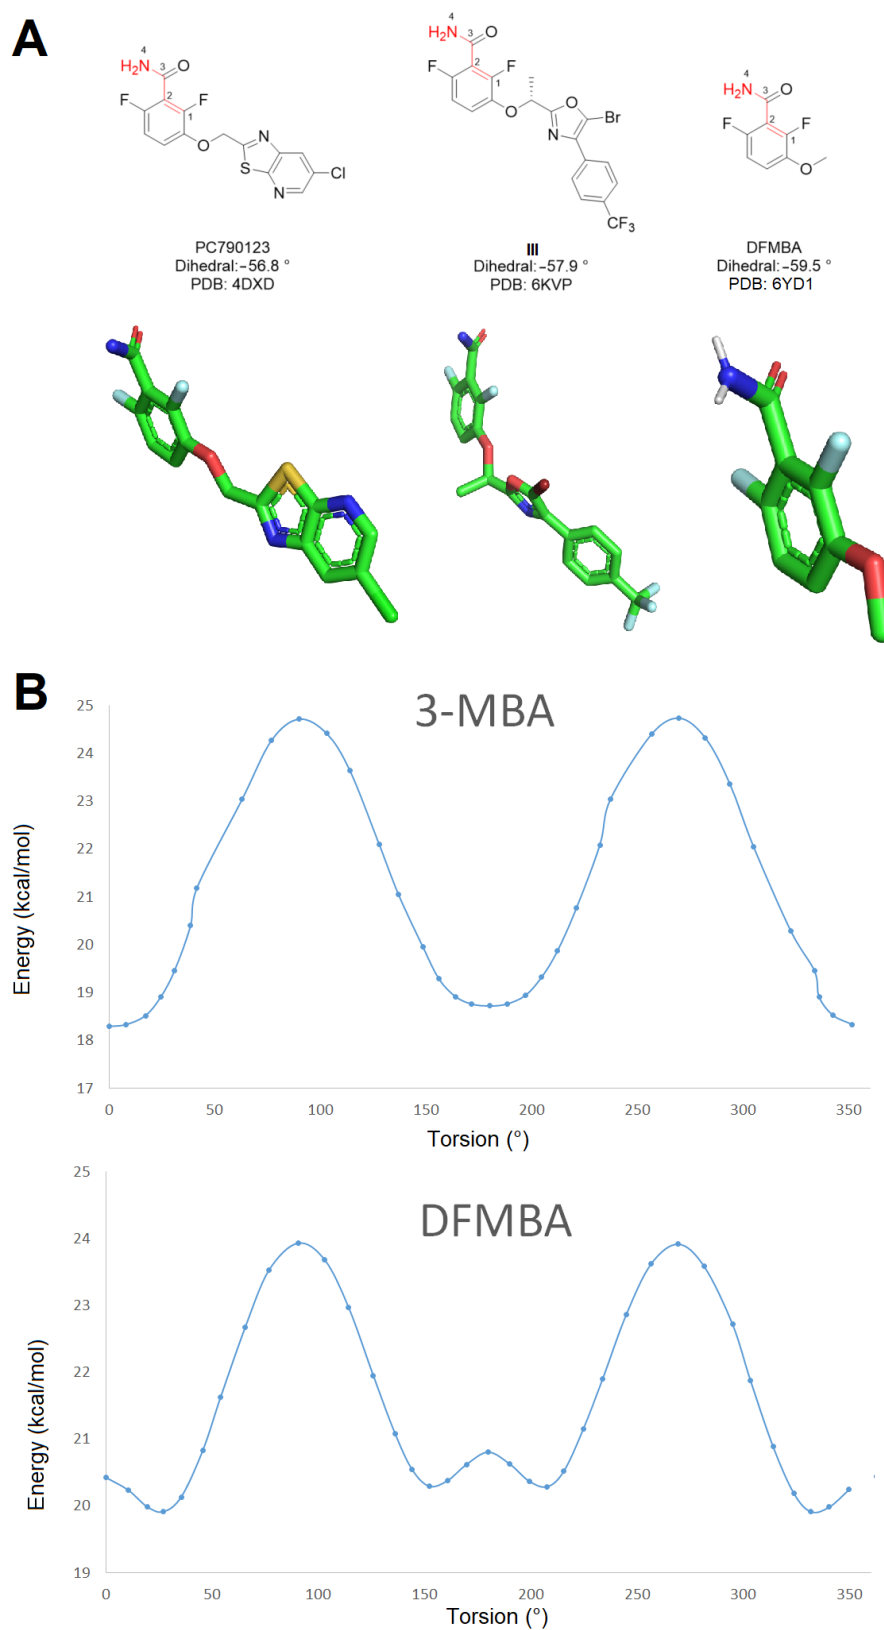 A
H₂N
4
3
O
2
F
F
1
O
N
S
N
Cl
PC790123
Dihedral:−56.8 °
PDB: 4DXD
H₂N
4
3
O
2
F
F
1
O
O
N
Br
CF₃
III
Dihedral:−57.9 °
PDB: 6KVP
H₂N
4
3
O
2
F
F
1
O
DFMBA
Dihedral:−59.5 °
PDB: 6YD1
B
3-MBA
Energy (kcal/mol)
25
24
23
22
21
20
19
18
17
0 50 100 150 200 250 300 350
Torsion (°)
DFMBA
Energy (kcal/mol)
25
24
23
22
21
20
19
0 50 100 150 200 250 300 350
Torsion (°)